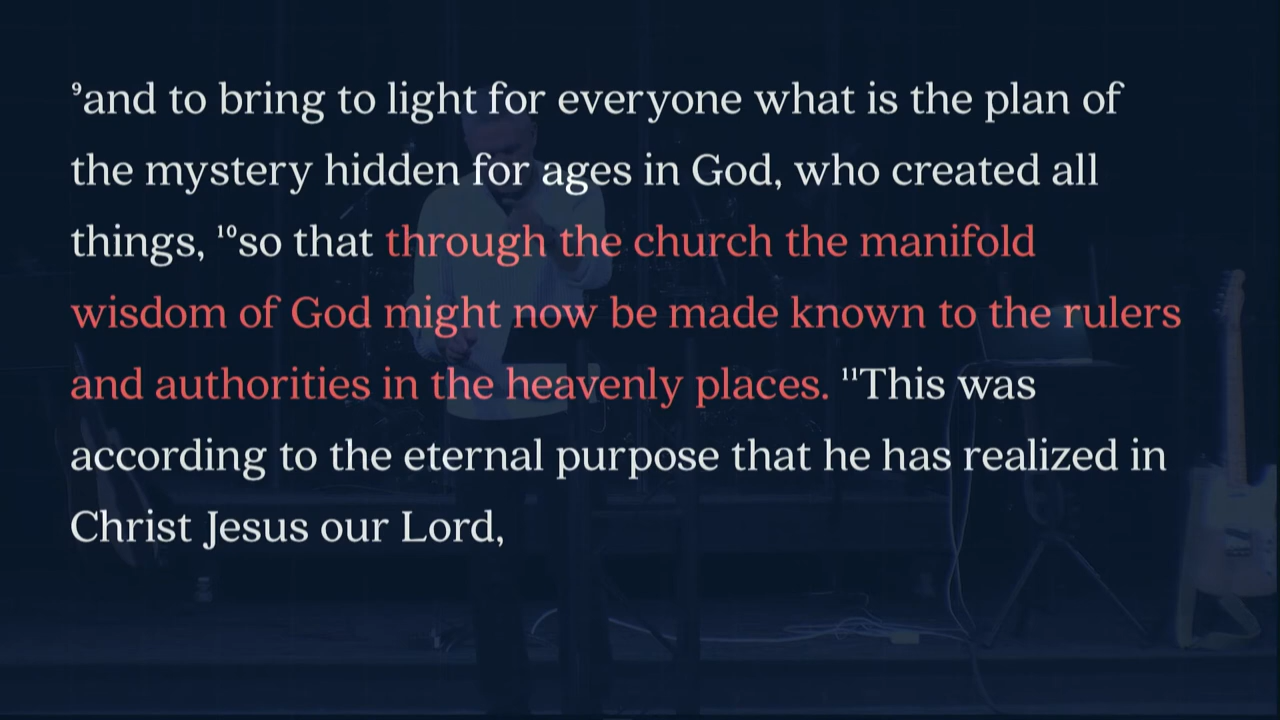 ⁹and to bring to light for everyone what is the plan of
the mystery hidden for ages in God, who created all
things, ¹⁰so that through the church the manifold
wisdom of God might now be made known to the rulers
and authorities in the heavenly places. ¹¹This was
according to the eternal purpose that he has realized in
Christ Jesus our Lord,